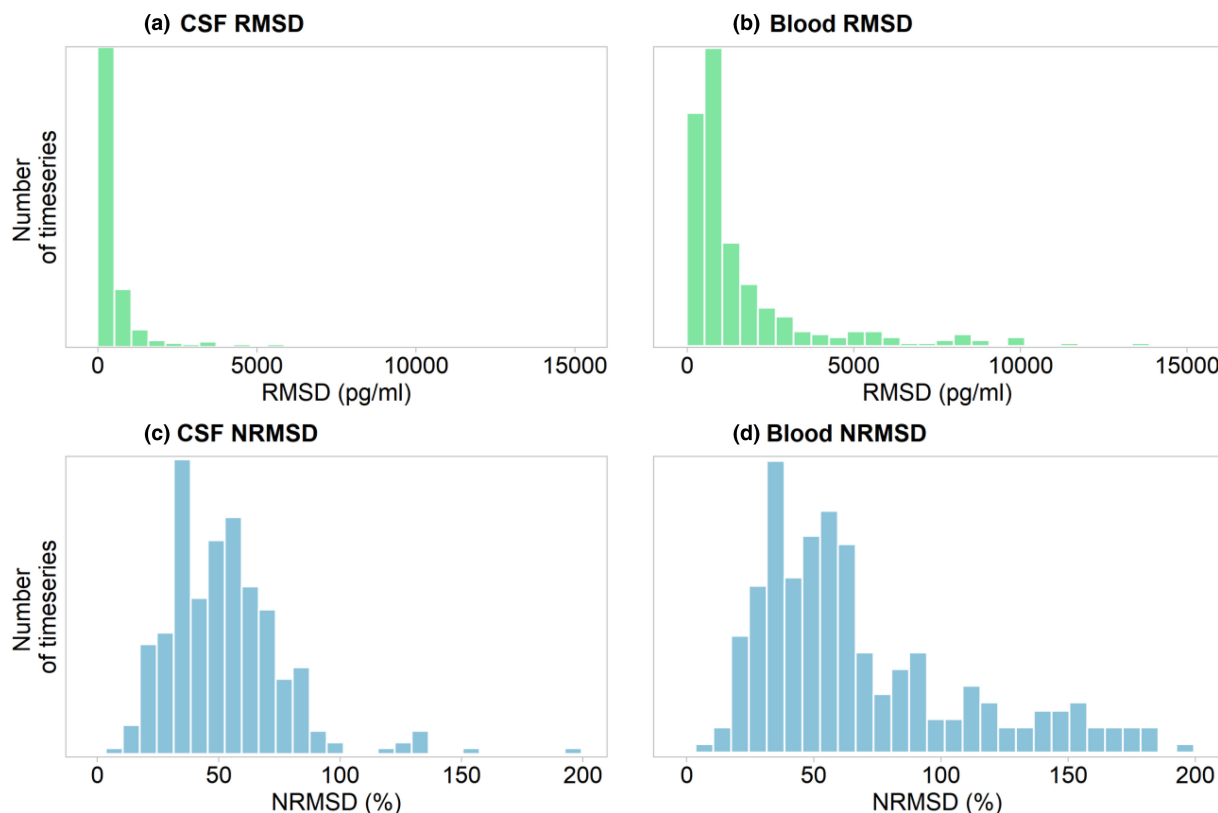 (a) CSF RMSD
(b) Blood RMSD
Number
of timeseries
0 5000 10000 15000
RMSD (pg/ml)
0 5000 10000 15000
RMSD (pg/ml)
(c) CSF NRMSD
(d) Blood NRMSD
Number
of timeseries
0 50 100 150 200
NRMSD (%)
0 50 100 150 200
NRMSD (%)